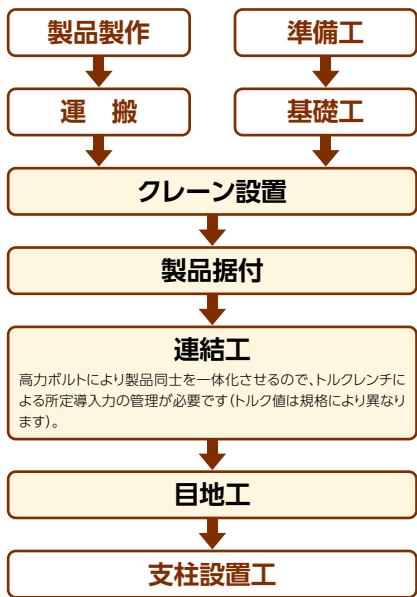 製品製作
準備工
運　搬
基礎工
クレーン設置
製品据付
連結工
高力ボルトにより製品同士を一体化させるので、トルクレンチに
よる所定導入力の管理が必要です(トルク値は規格により異なり
ます)。
目地工
支柱設置工